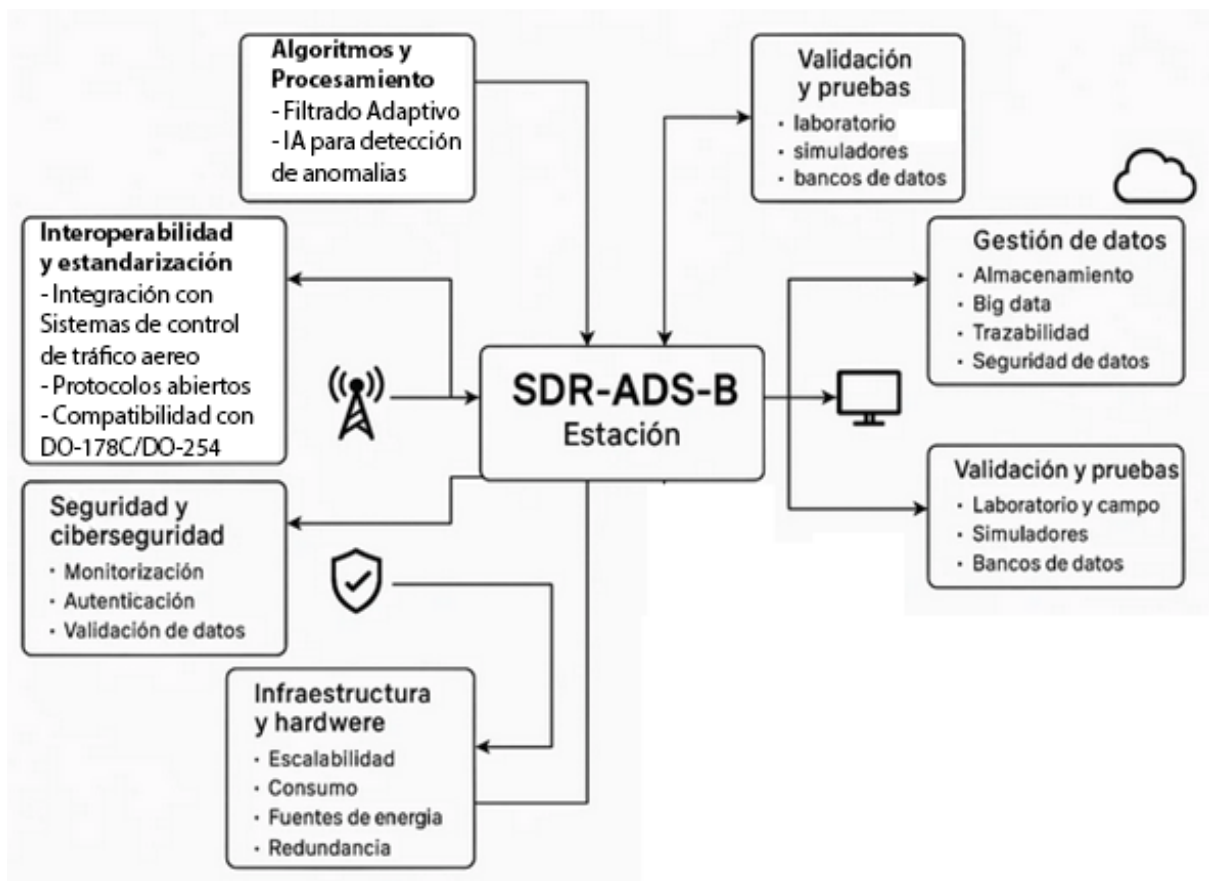 Algoritmos y
Procesamiento
- Filtrado Adaptivo
- IA para detección
de anomalias
Validación
y pruebas
· laboratorio
· simuladores
· bancos de datos
Interoperabilidad
y estandarización
- Integración con
Sistemas de control
de tráfico aereo
- Protocolos abiertos
- Compatibilidad con
DO-178C/DO-254
SDR-ADS-B
Estación
Gestión de datos
· Almacenamiento
· Big data
· Trazabilidad
· Seguridad de datos
Validación y pruebas
· Laboratorio y campo
· Simuladores
· Bancos de datos
Seguridad y
ciberseguridad
· Monitorización
· Autenticación
· Validación de datos
Infraestructura
y hardwere
· Escalabilidad
· Consumo
· Fuentes de energia
· Redundancia